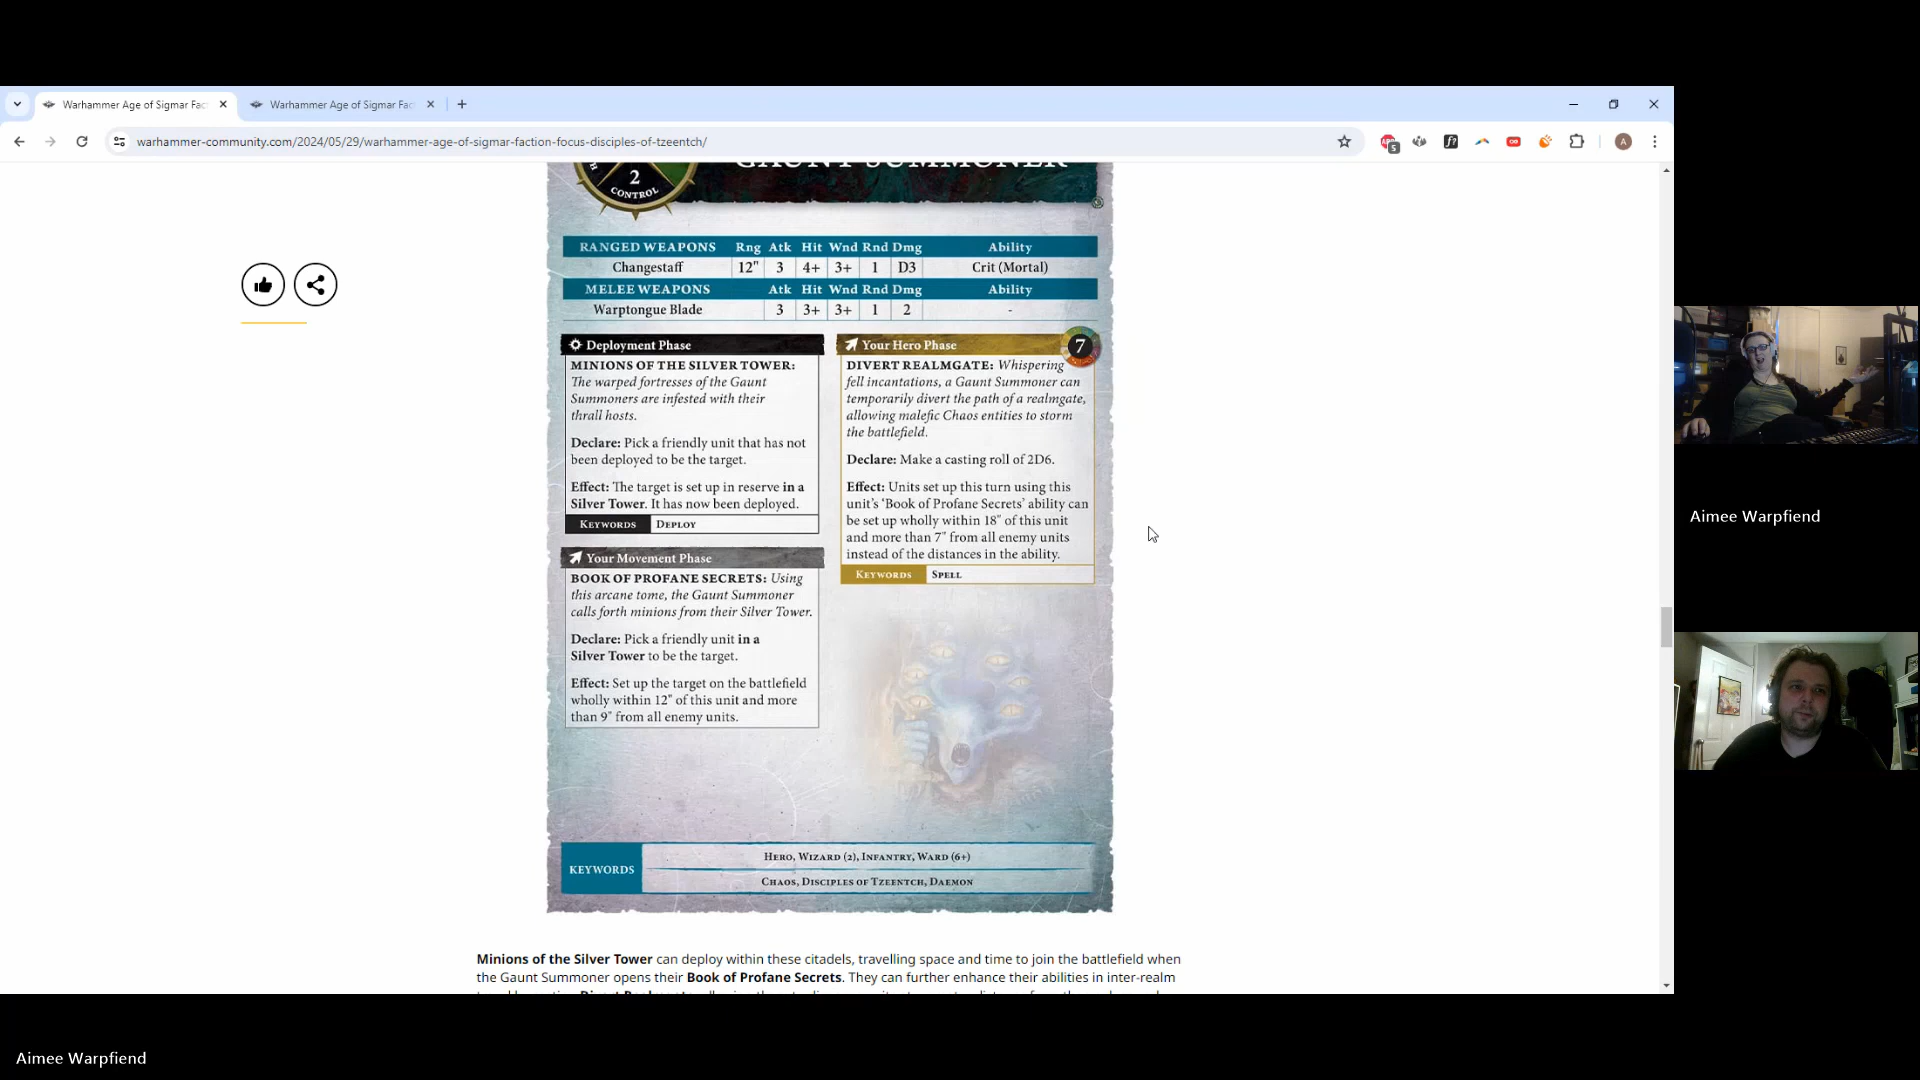 Warhammer Age of Sigmar Fac
Warhammer Age of Sigmar Fac
warhammer-community.com/2024/05/29/warhammer-age-of-sigmar-faction-focus-disciples-of-tzeentch/
5
A
GAUNT SUMMONER
2
CONTROL
RANGED WEAPONS Rng Atk Hit Wnd Rnd Dmg Ability
Changestaff 12" 3 4+ 3+ 1 D3 Crit (Mortal)
MELEE WEAPONS Atk Hit Wnd Rnd Dmg Ability
Warptongue Blade 3 3+ 3+ 1 2 -
Deployment Phase
MINIONS OF THE SILVER TOWER:
The warped fortresses of the Gaunt
Summoners are infested with their
thrall hosts.
Declare: Pick a friendly unit that has not
been deployed to be the target.
Effect: The target is set up in reserve in a
Silver Tower. It has now been deployed.
KEYWORDS DEPLOY
Your Movement Phase
BOOK OF PROFANE SECRETS: Using
this arcane tome, the Gaunt Summoner
calls forth minions from their Silver Tower.
Declare: Pick a friendly unit in a
Silver Tower to be the target.
Effect: Set up the target on the battlefield
wholly within 12" of this unit and more
than 9" from all enemy units.
Your Hero Phase 7
DIVERT REALMGATE: Whispering
fell incantations, a Gaunt Summoner can
temporarily divert the path of a realmgate,
allowing malefic Chaos entities to storm
the battlefield.
Declare: Make a casting roll of 2D6.
Effect: Units set up this turn using this
unit's 'Book of Profane Secrets' ability can
be set up wholly within 18" of this unit
and more than 7" from all enemy units
instead of the distances in the ability.
KEYWORDS SPELL
KEYWORDS
HERO, WIZARD (2), INFANTRY, WARD (6+)
CHAOS, DISCIPLES OF TZEENTCH, DAEMON
Minions of the Silver Tower can deploy within these citadels, travelling space and time to join the battlefield when
the Gaunt Summoner opens their Book of Profane Secrets. They can further enhance their abilities in inter-realm
Aimee Warpfiend
Aimee Warpfiend